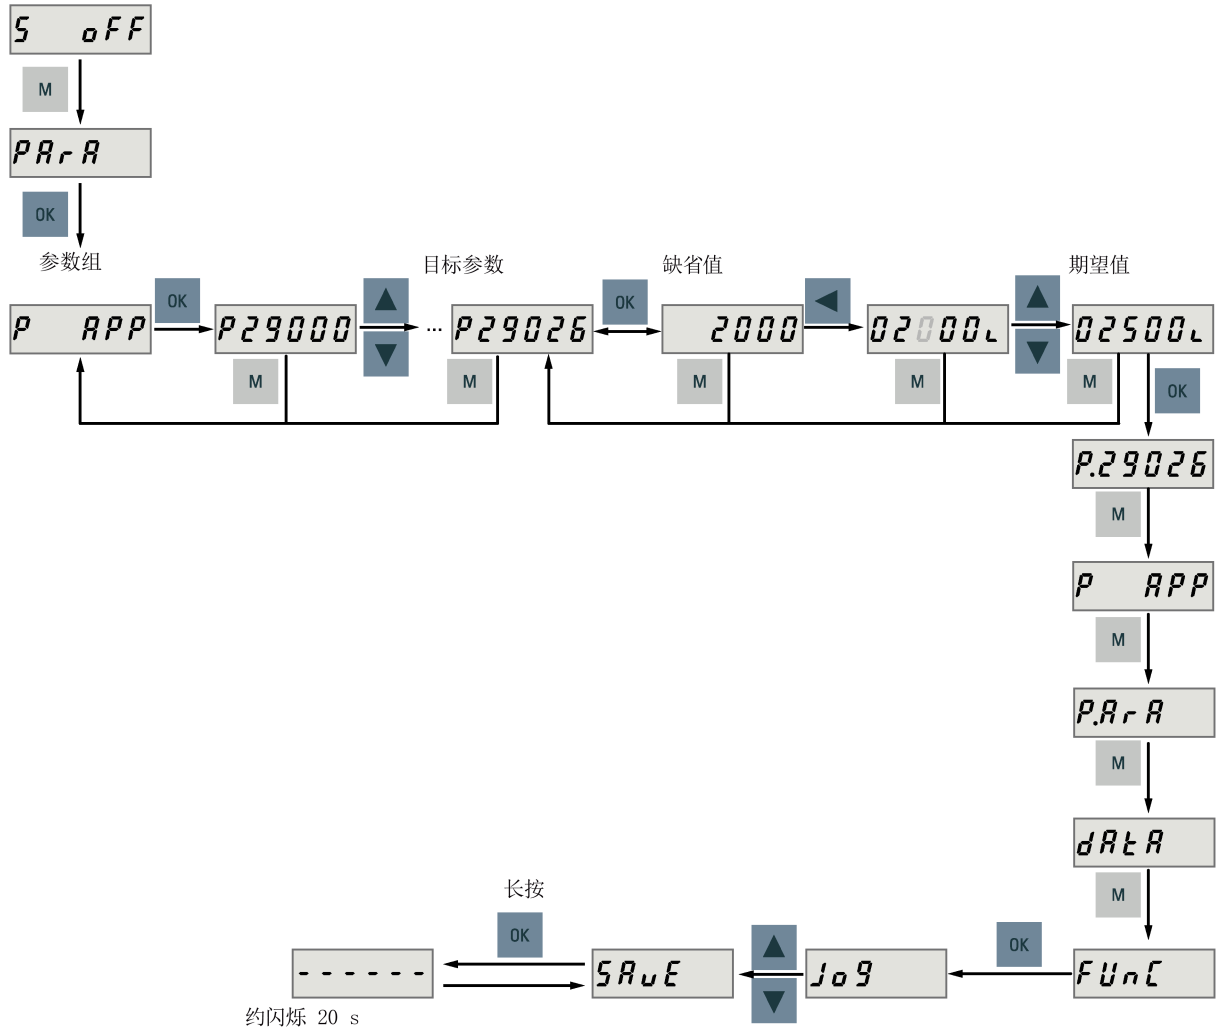 S oFF
M
PArA
OK
参数组
目标参数
缺省值
期望值
OK
OK
P APP
P29000
...
P29026
2000
02000L
02500L
M
M
M
M
M
OK
P.29026
M
P APP
M
P.ArA
M
dAtA
M
长按
OK
OK
------
SAvE
Jog
FUnC
约闪烁 20 s